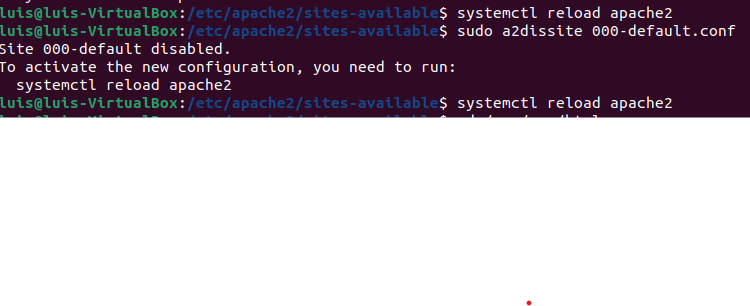 luis@luis-VirtualBox:/etc/apache2/sites-available$ systemctl reload apache2
luis@luis-VirtualBox:/etc/apache2/sites-available$ sudo a2dissite 000-default.conf
Site 000-default disabled.
To activate the new configuration, you need to run:
  systemctl reload apache2
luis@luis-VirtualBox:/etc/apache2/sites-available$ systemctl reload apache2